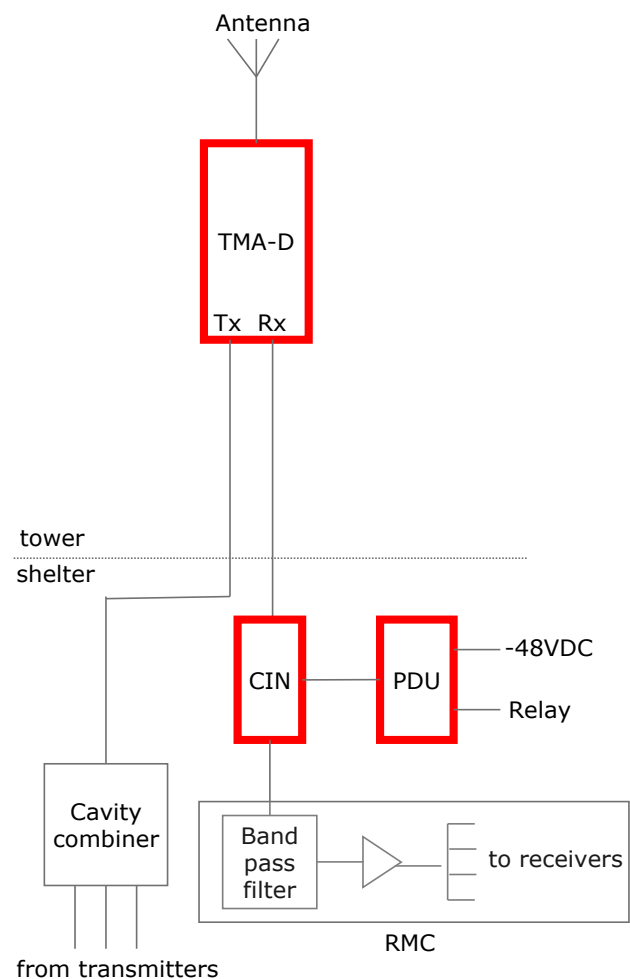 Antenna
TMA-D
Tx Rx
tower
shelter
CIN
PDU
-48VDC
Relay
Cavity
combiner
Band
pass
filter
to receivers
RMC
from transmitters